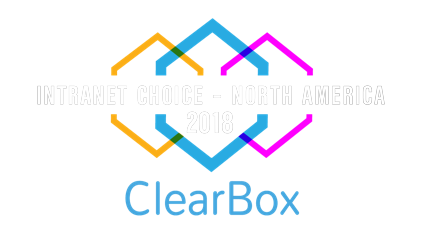 INTRANET CHOICE - NORTH AMERICA
2018
ClearBox